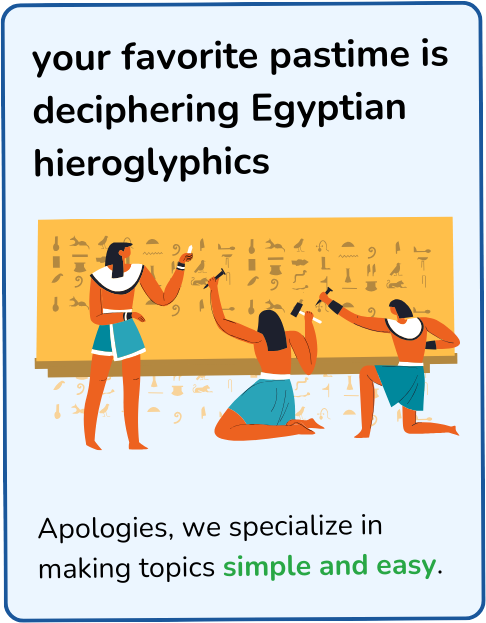 your favorite pastime is
deciphering Egyptian
hieroglyphics
Apologies, we specialize in
making topics simple and easy.